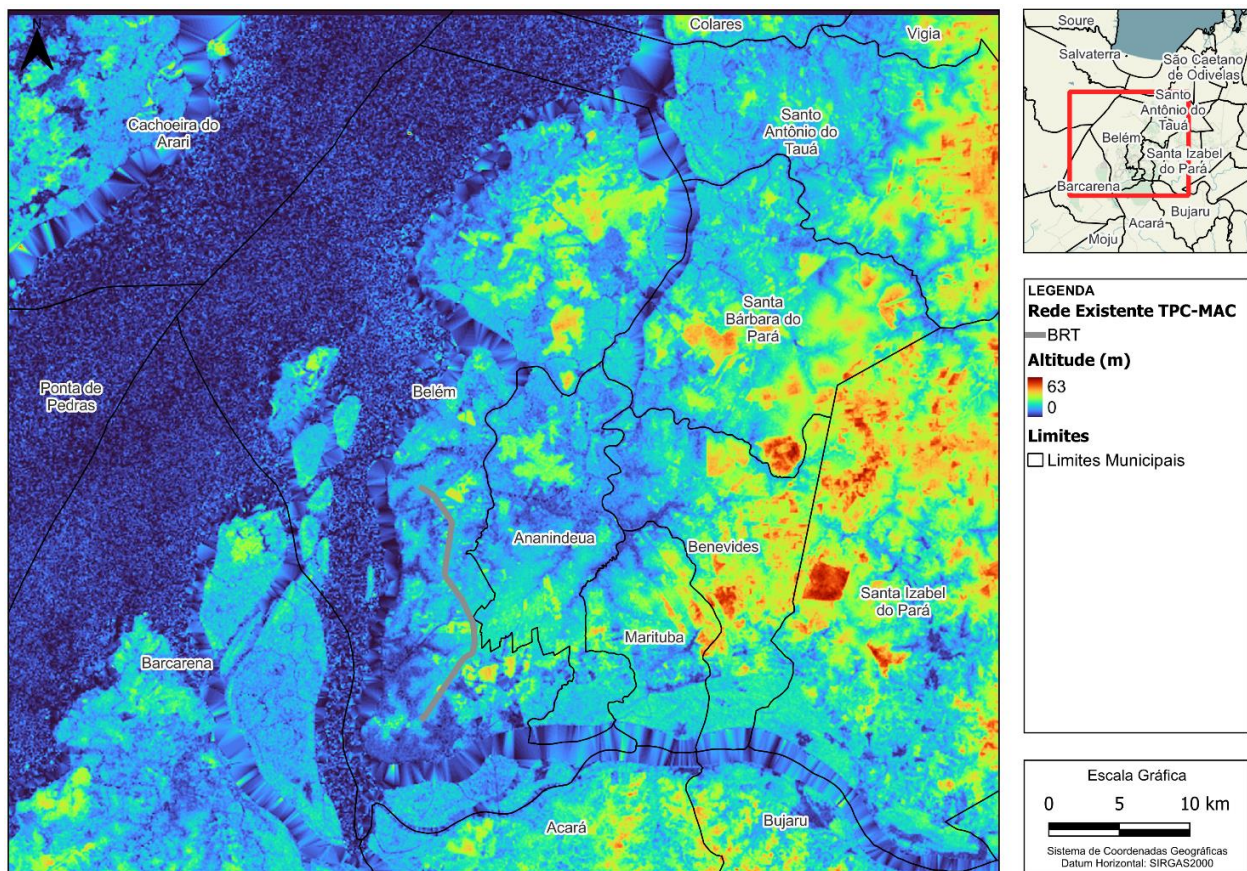 Colares
Vigia
Cachoeira do
Arari
Santo
Antônio do
Tauá
Santa
Bárbara do
Pará
Ponta de
Pedras
Belém
Ananindeua
Benevides
Santa Izabel
do Pará
Marituba
Barcarena
Acará
Bujaru
Soure
Salvaterra
São Caetano
de Odivelas
Santo
Antônio do
Tauá
Belém
Santa Izabel
do Pará
Barcarena
Bujaru
Acará
Moju
LEGENDA
Rede Existente TPC-MAC
BRT
Altitude (m)
63
0
Limites
Limites Municipais
Escala Gráfica
0 5 10 km
Sistema de Coordenadas Geográficas
Datum Horizontal: SIRGAS2000